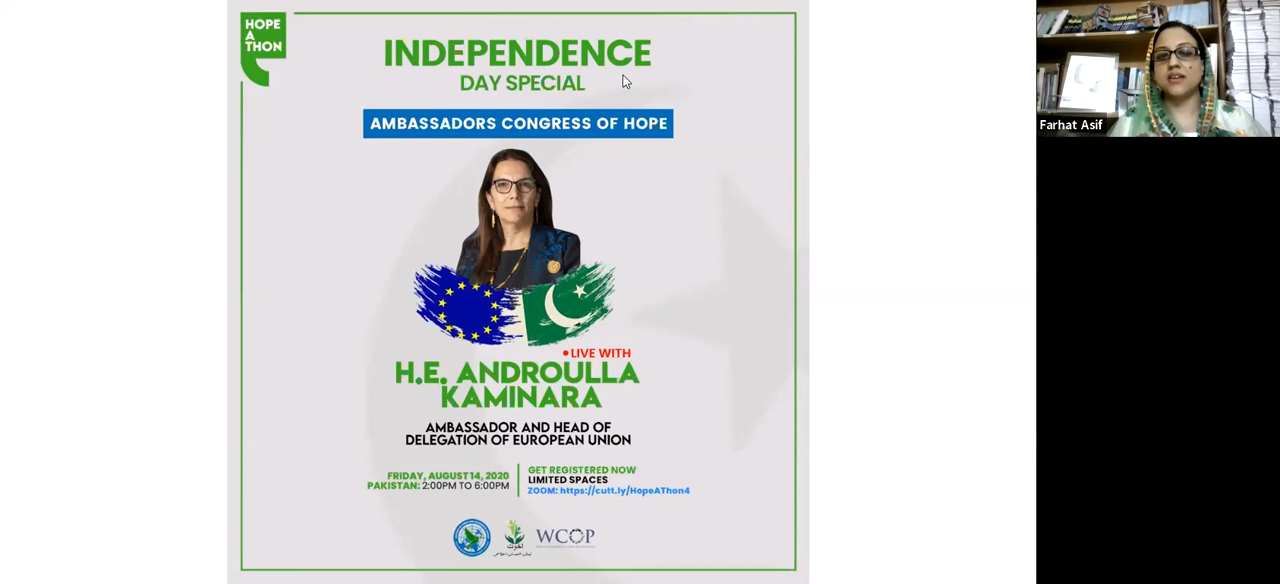 HOPE
A
THON
INDEPENDENCE
DAY SPECIAL
AMBASSADORS CONGRESS OF HOPE
• LIVE WITH
H.E. ANDROULLA
KAMINARA
AMBASSADOR AND HEAD OF
DELEGATION OF EUROPEAN UNION
FRIDAY, AUGUST 14, 2020
PAKISTAN: 2:00PM TO 6:00PM
GET REGISTERED NOW
LIMITED SPACES
ZOOM: https://cutt.ly/HopeAThon4
اخوت
WCOP
Farhat Asif